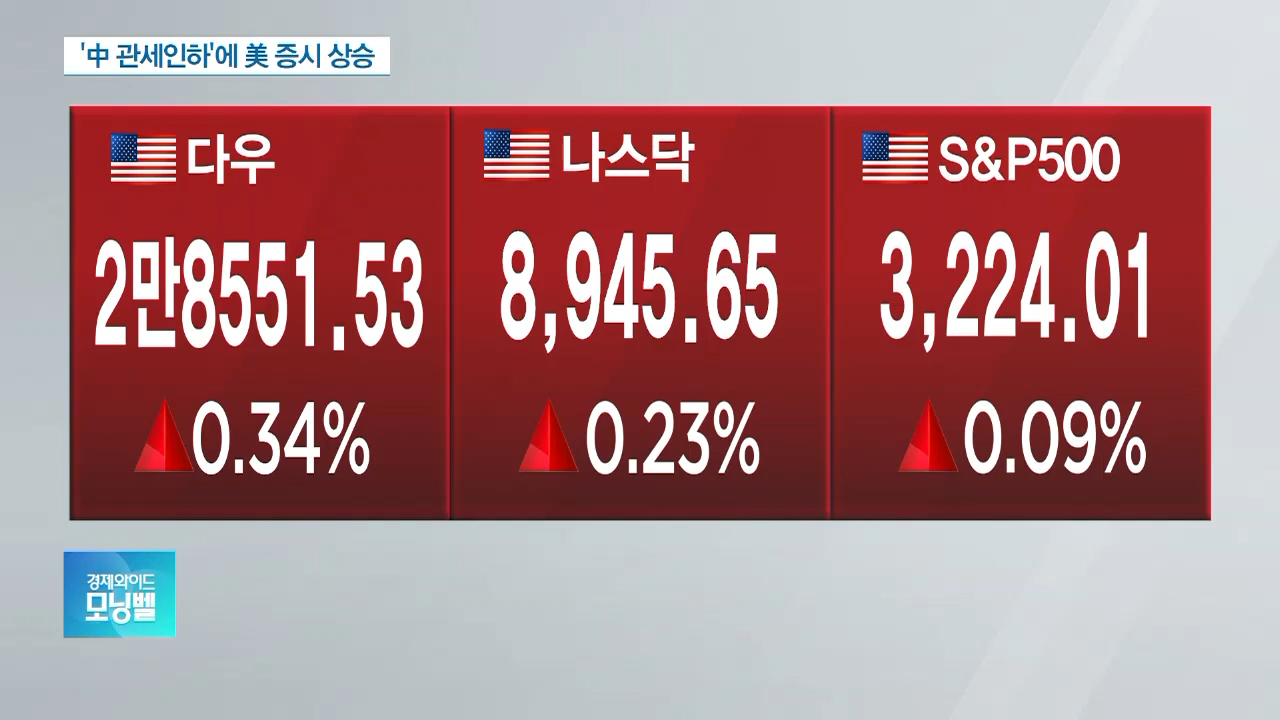 '中 관세인하'에 美 증시 상승
다우
2만8551.53
0.34%
나스닥
8,945.65
0.23%
S&P500
3,224.01
0.09%
경제와이드
모닝벨